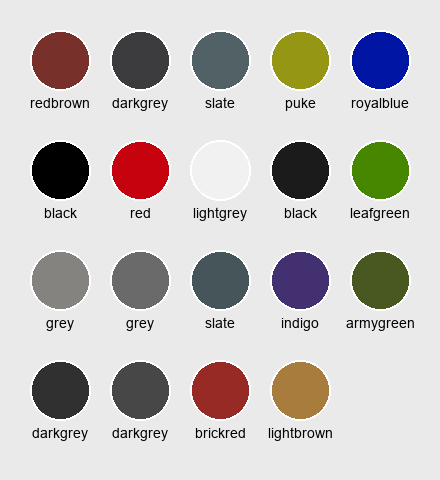 redbrown darkgrey slate puke royalblue
black red lightgrey black leafgreen
grey grey slate indigo armygreen
darkgrey darkgrey brickred lightbrown